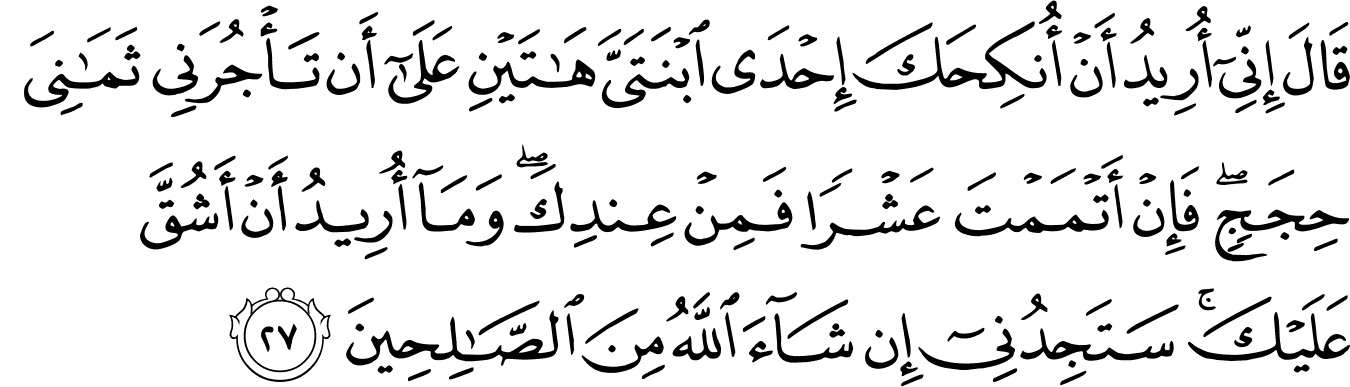 قَالَ إِنِّىٓ أُرِيدُ أَنْ أُنكِحَكَ إِحْدَى ٱبْنَتَىَّ هَـٰتَيْنِ عَلَىٰٓ أَن تَأْجُرَنِى ثَمَـٰنِىَ
حِجَجٍۢ ۖ فَإِنْ أَتْمَمْتَ عَشْرًا فَمِنْ عِندِكَ ۖ وَمَآ أُرِيدُ أَنْ أَشُقَّ
عَلَيْكَ ۚ سَتَجِدُنِىٓ إِن شَآءَ ٱللَّهُ مِنَ ٱلصَّـٰلِحِينَ ٢٧